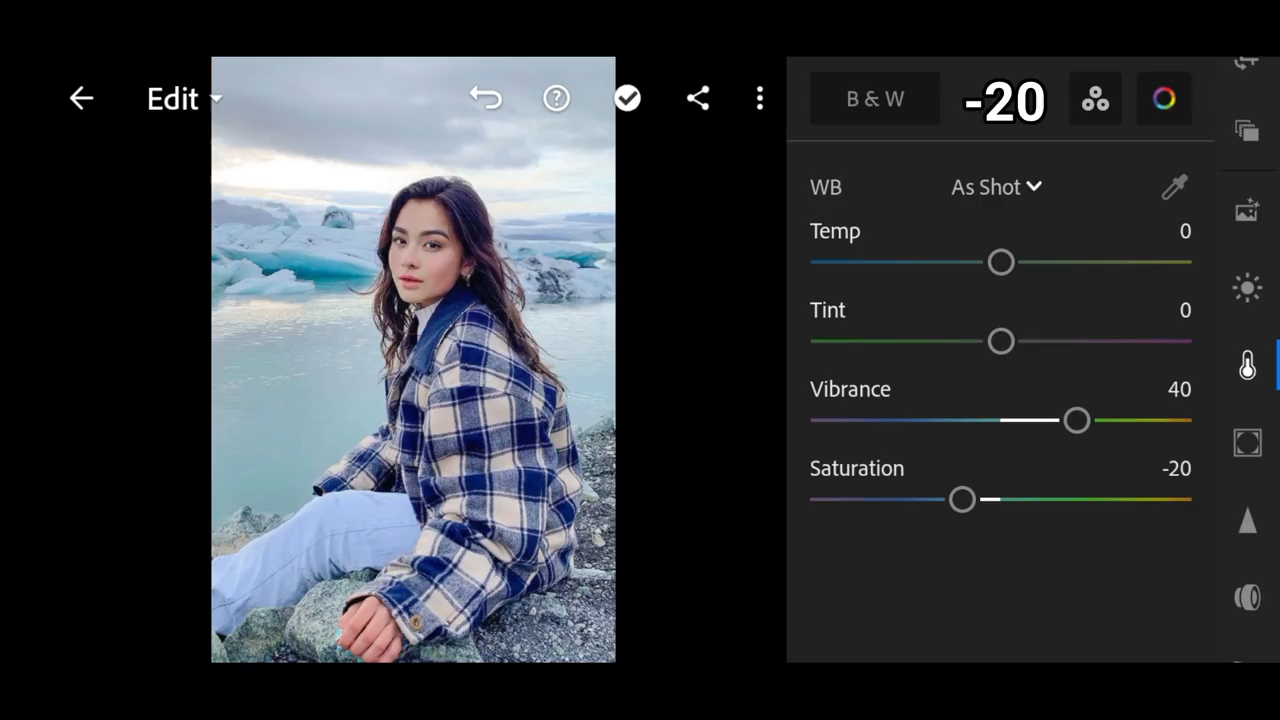 Edit
B & W
-20
WB As Shot
Temp 0
Tint 0
Vibrance 40
Saturation -20